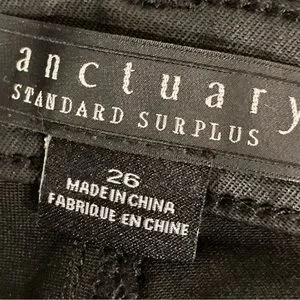 anctuary
STANDARD SURPLUS
26
MADE IN CHINA
FABRIQUE EN CHINE